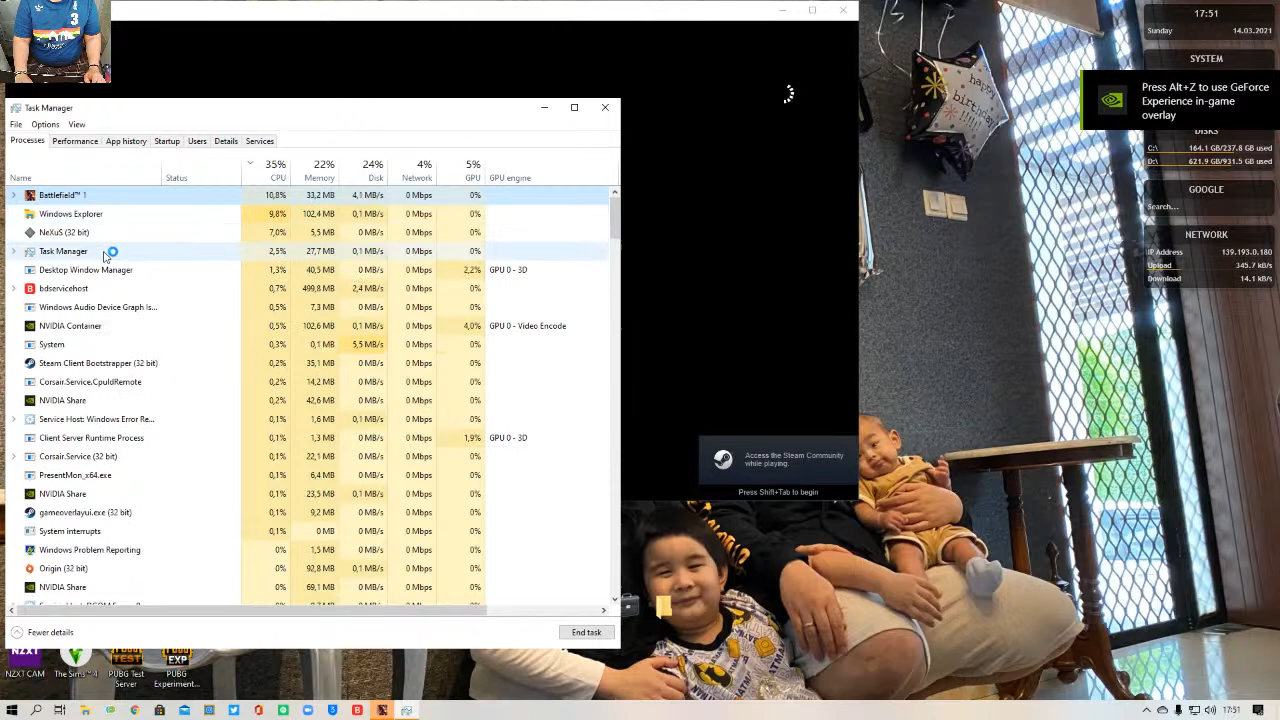 3
17:51
Sunday 14.03.2021
SYSTEM
Press Alt+Z to use GeForce
Experience in-game
overlay
DISKS
C:\ 164.1 GB/237.8 GB used
D:\ 621.9 GB/931.5 GB used
GOOGLE
Search...
NETWORK
IP Address 139.193.0.180
Upload 345.7 kB/s
Download 14.1 kB/s
happy
birthday
!!!!!
Task Manager
File Options View
Processes Performance App history Startup Users Details Services
35% 22% 24% 4% 5%
Name Status CPU Memory Disk Network GPU GPU engine
Battlefield™ 1 10,8% 33,2 MB 4,1 MB/s 0 Mbps 0%
Windows Explorer 9,8% 102,4 MB 0,1 MB/s 0 Mbps 0%
NeXuS (32 bit) 7,0% 5,5 MB 0 MB/s 0 Mbps 0%
Task Manager 2,5% 27,7 MB 0 MB/s 0 Mbps 0%
Desktop Window Manager 1,3% 40,5 MB 0 MB/s 0 Mbps 2,2% GPU 0 - 3D
bdservicehost 0,7% 499,8 MB 2,4 MB/s 0 Mbps 0%
Windows Audio Device Graph Is... 0,5% 7,3 MB 0 MB/s 0 Mbps 0%
NVIDIA Container 0,5% 102,6 MB 0,1 MB/s 0 Mbps 4,0% GPU 0 - Video Encode
System 0,3% 0,1 MB 5,5 MB/s 0 Mbps 0%
Steam Client Bootstrapper (32 bit) 0,2% 35,1 MB 0 MB/s 0 Mbps 0%
Corsair.Service.CpuIdRemote 0,2% 14,2 MB 0 MB/s 0 Mbps 0%
NVIDIA Share 0,2% 42,6 MB 0 MB/s 0 Mbps 0%
Service Host: Windows Error Re... 0,1% 1,6 MB 0 MB/s 0 Mbps 0%
Client Server Runtime Process 0,1% 1,3 MB 0 MB/s 0 Mbps 1,9% GPU 0 - 3D
Corsair.Service (32 bit) 0,1% 22,1 MB 0 MB/s 0 Mbps 0%
PresentMon_x64.exe 0,1% 6,4 MB 0 MB/s 0 Mbps 0%
NVIDIA Share 0,1% 23,5 MB 0,1 MB/s 0 Mbps 0%
gameoverlayui.exe (32 bit) 0,1% 9,2 MB 0 MB/s 0 Mbps 0%
System interrupts 0,1% 0 MB 0 MB/s 0 Mbps 0%
Windows Problem Reporting 0% 1,5 MB 0 MB/s 0 Mbps 0%
Origin (32 bit) 0% 92,8 MB 0,1 MB/s 0 Mbps 0%
NVIDIA Share 0% 69,1 MB 0 MB/s 0 Mbps 0%
Fewer details End task
Access the Steam Community
while playing.
Press Shift+Tab to begin
NZXT
TEST
PUBG
EXP
NZXT CAM
The Sims™ 4
PUBG Test
Server
PUBG
Experiment...
17:51